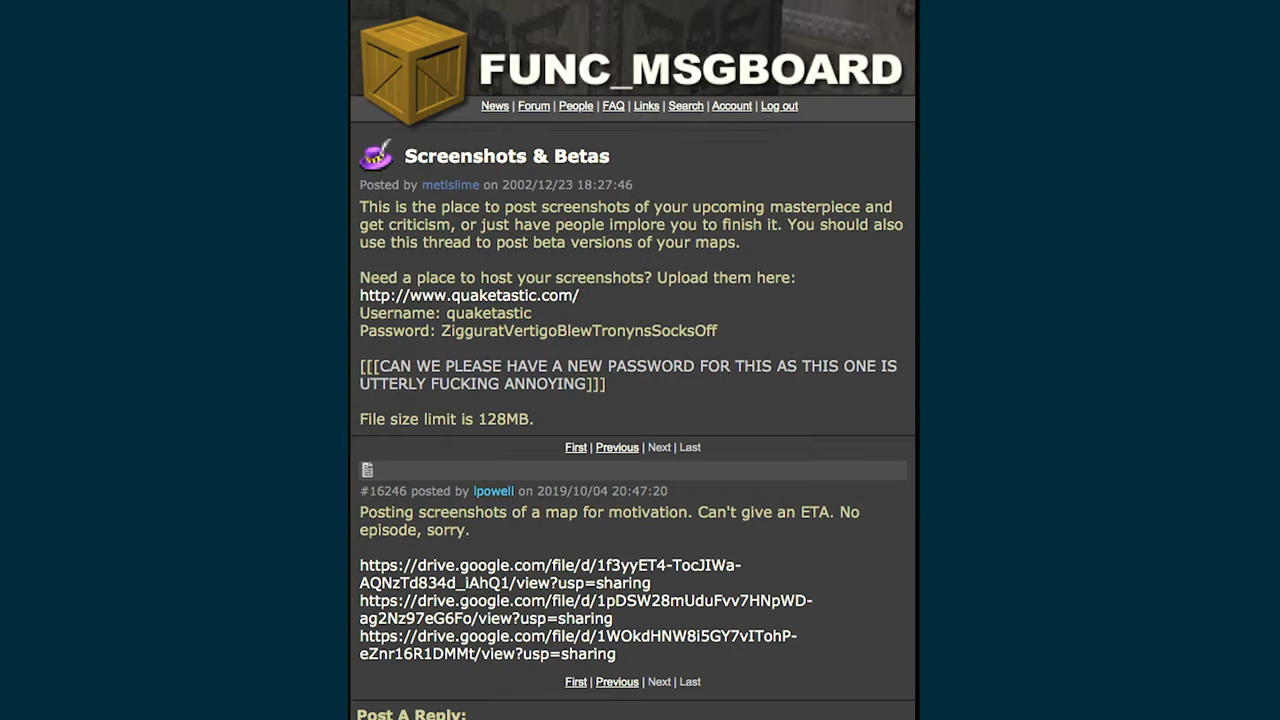 FUNC_MSGBOARD
News | Forum | People | FAQ | Links | Search | Account | Log out
Screenshots & Betas
Posted by metlslime on 2002/12/23 18:27:46
This is the place to post screenshots of your upcoming masterpiece and
get criticism, or just have people implore you to finish it. You should also
use this thread to post beta versions of your maps.
Need a place to host your screenshots? Upload them here:
http://www.quaketastic.com/
Username: quaketastic
Password: ZigguratVertigoBlewTronynsSocksOff
[[[CAN WE PLEASE HAVE A NEW PASSWORD FOR THIS AS THIS ONE IS
UTTERLY FUCKING ANNOYING]]]
File size limit is 128MB.
First | Previous | Next | Last
#16246 posted by lpowell on 2019/10/04 20:47:20
Posting screenshots of a map for motivation. Can't give an ETA. No
episode, sorry.
https://drive.google.com/file/d/1f3yyET4-TocJIWa-
AQNzTd834d_iAhQ1/view?usp=sharing
https://drive.google.com/file/d/1pDSW28mUduFvv7HNpWD-
ag2Nz97eG6Fo/view?usp=sharing
https://drive.google.com/file/d/1WOkdHNW8i5GY7vITohP-
eZnr16R1DMMt/view?usp=sharing
First | Previous | Next | Last
Post A Reply: